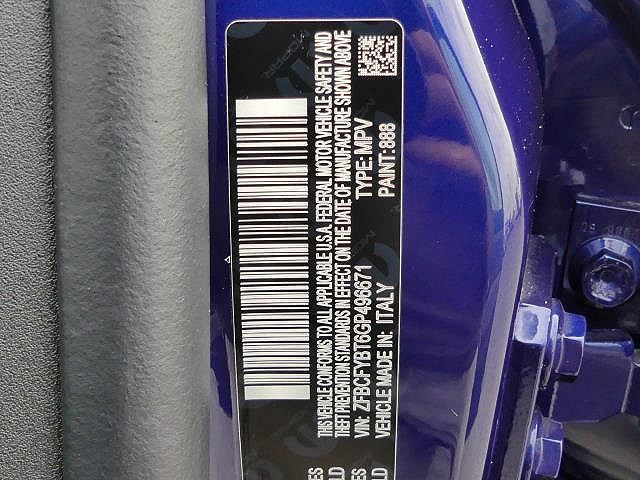 THIS VEHICLE CONFORMS TO ALL APPLICABLE U.S.A. FEDERAL MOTOR VEHICLE SAFETY AND
THEFT PREVENTION STANDARDS IN EFFECT ON THE DATE OF MANUFACTURE SHOWN ABOVE
VIN: ZFBCFYBT6GP496671 TYPE: MPV
VEHICLE MADE IN: ITALY PAINT: 888